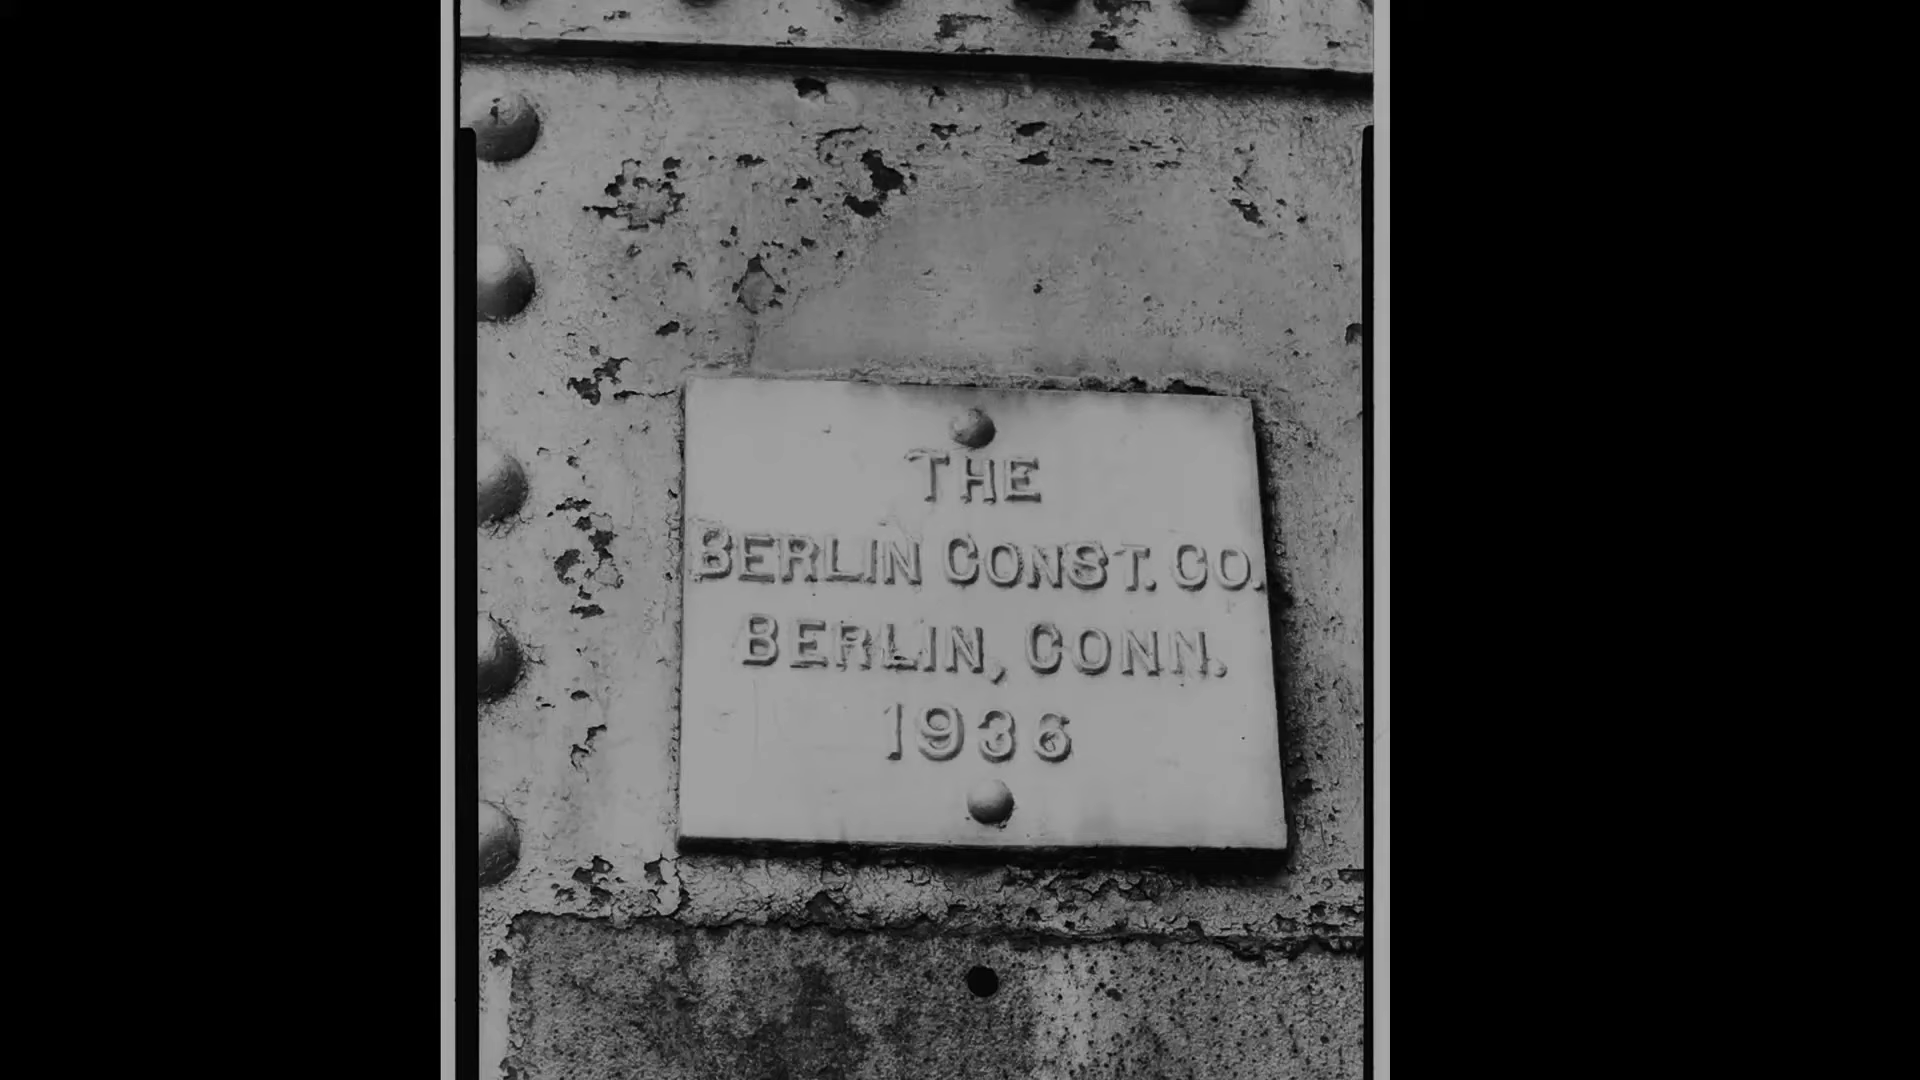 THE
BERLIN CONST. CO.
BERLIN, CONN.
1936